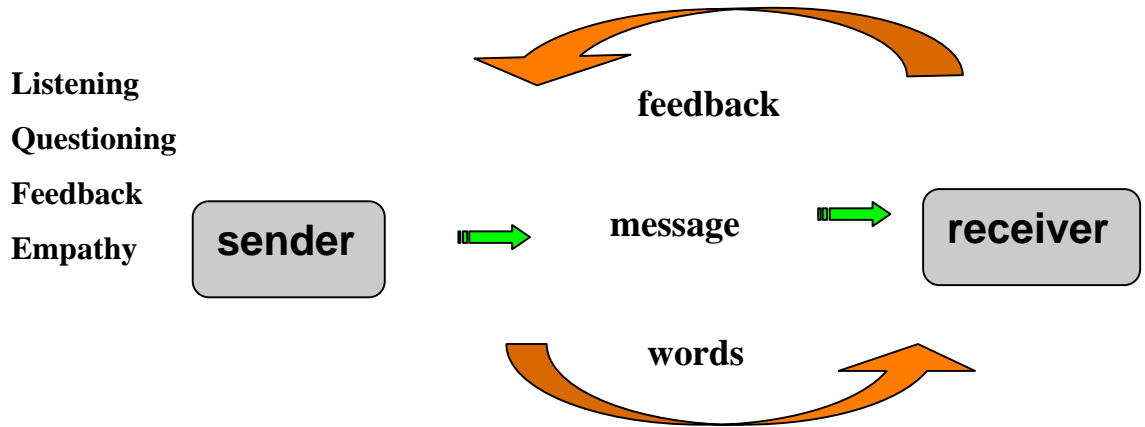 Listening
Questioning
Feedback
Empathy
feedback
sender
message
receiver
words